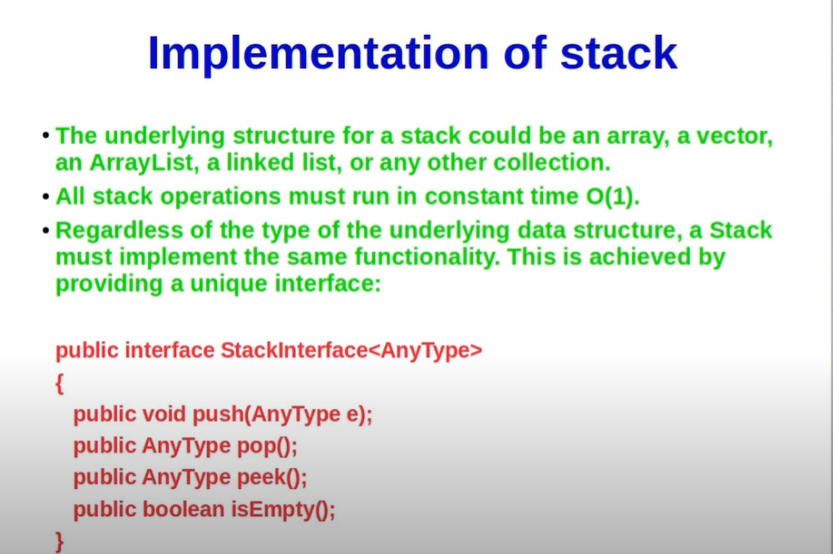 Implementation of stack
• The underlying structure for a stack could be an array, a vector,
an ArrayList, a linked list, or any other collection.
• All stack operations must run in constant time O(1).
• Regardless of the type of the underlying data structure, a Stack
must implement the same functionality. This is achieved by
providing a unique interface:
public interface StackInterface<AnyType>
{
public void push(AnyType e);
public AnyType pop();
public AnyType peek();
public boolean isEmpty();
}